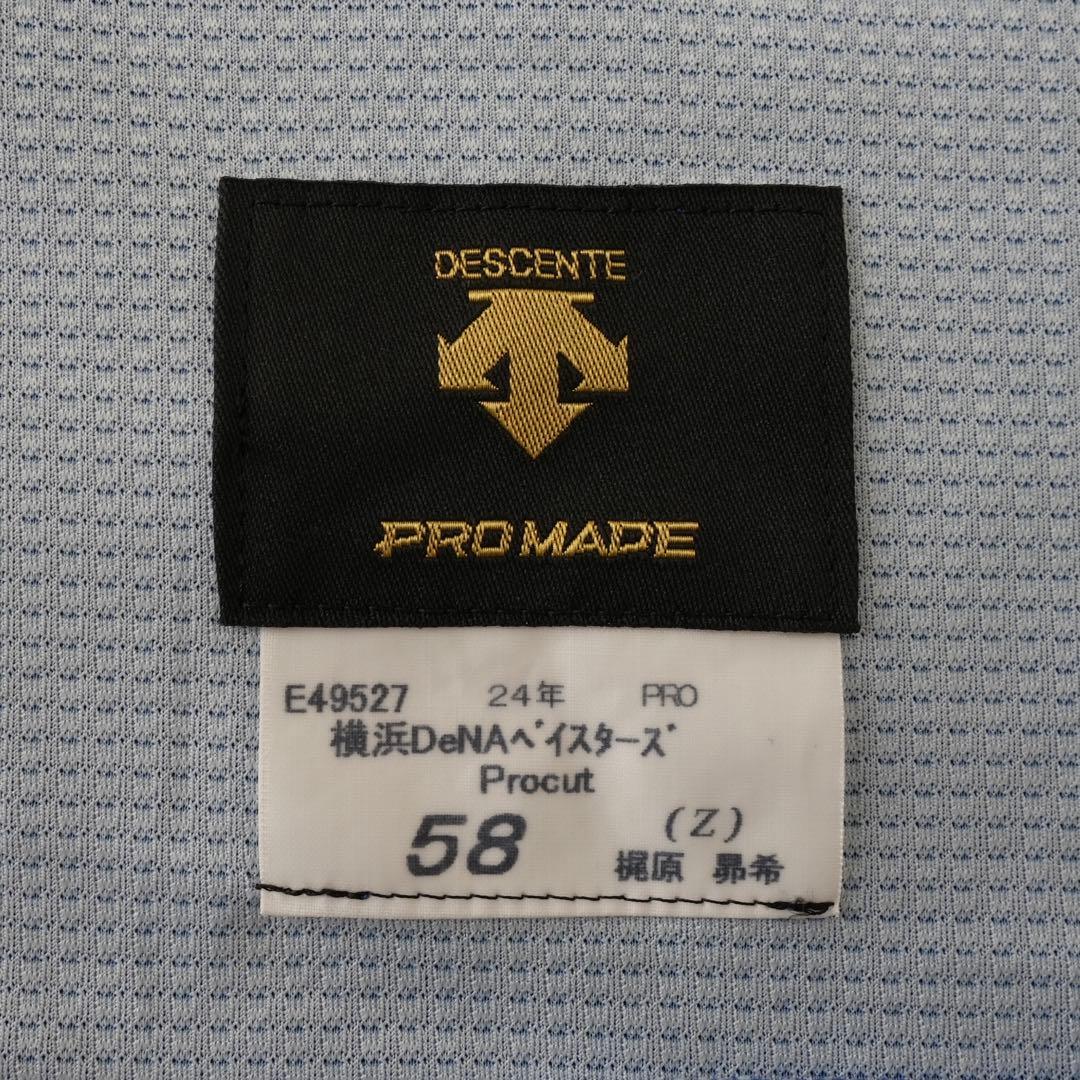 DESCENTE
PRO MADE
E49527 24年 PRO
横浜DeNAベイスターズ
Procut
58 (Z)
梶原 昴希